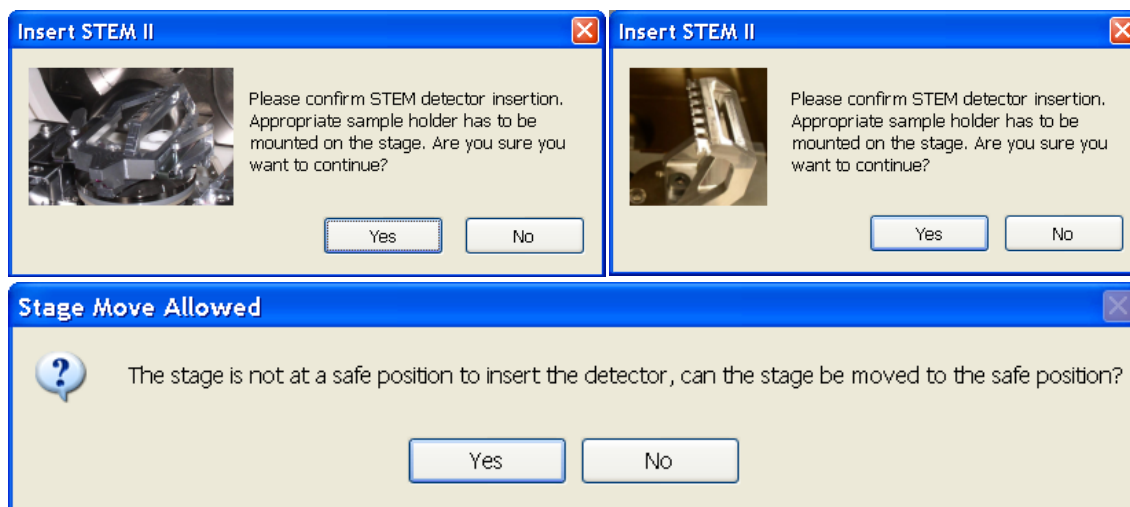 Insert STEM II
Please confirm STEM detector insertion.
Appropriate sample holder has to be
mounted on the stage. Are you sure you
want to continue?
Yes
No
Insert STEM II
Please confirm STEM detector insertion.
Appropriate sample holder has to be
mounted on the stage. Are you sure you
want to continue?
Yes
No
Stage Move Allowed
The stage is not at a safe position to insert the detector, can the stage be moved to the safe position?
Yes
No